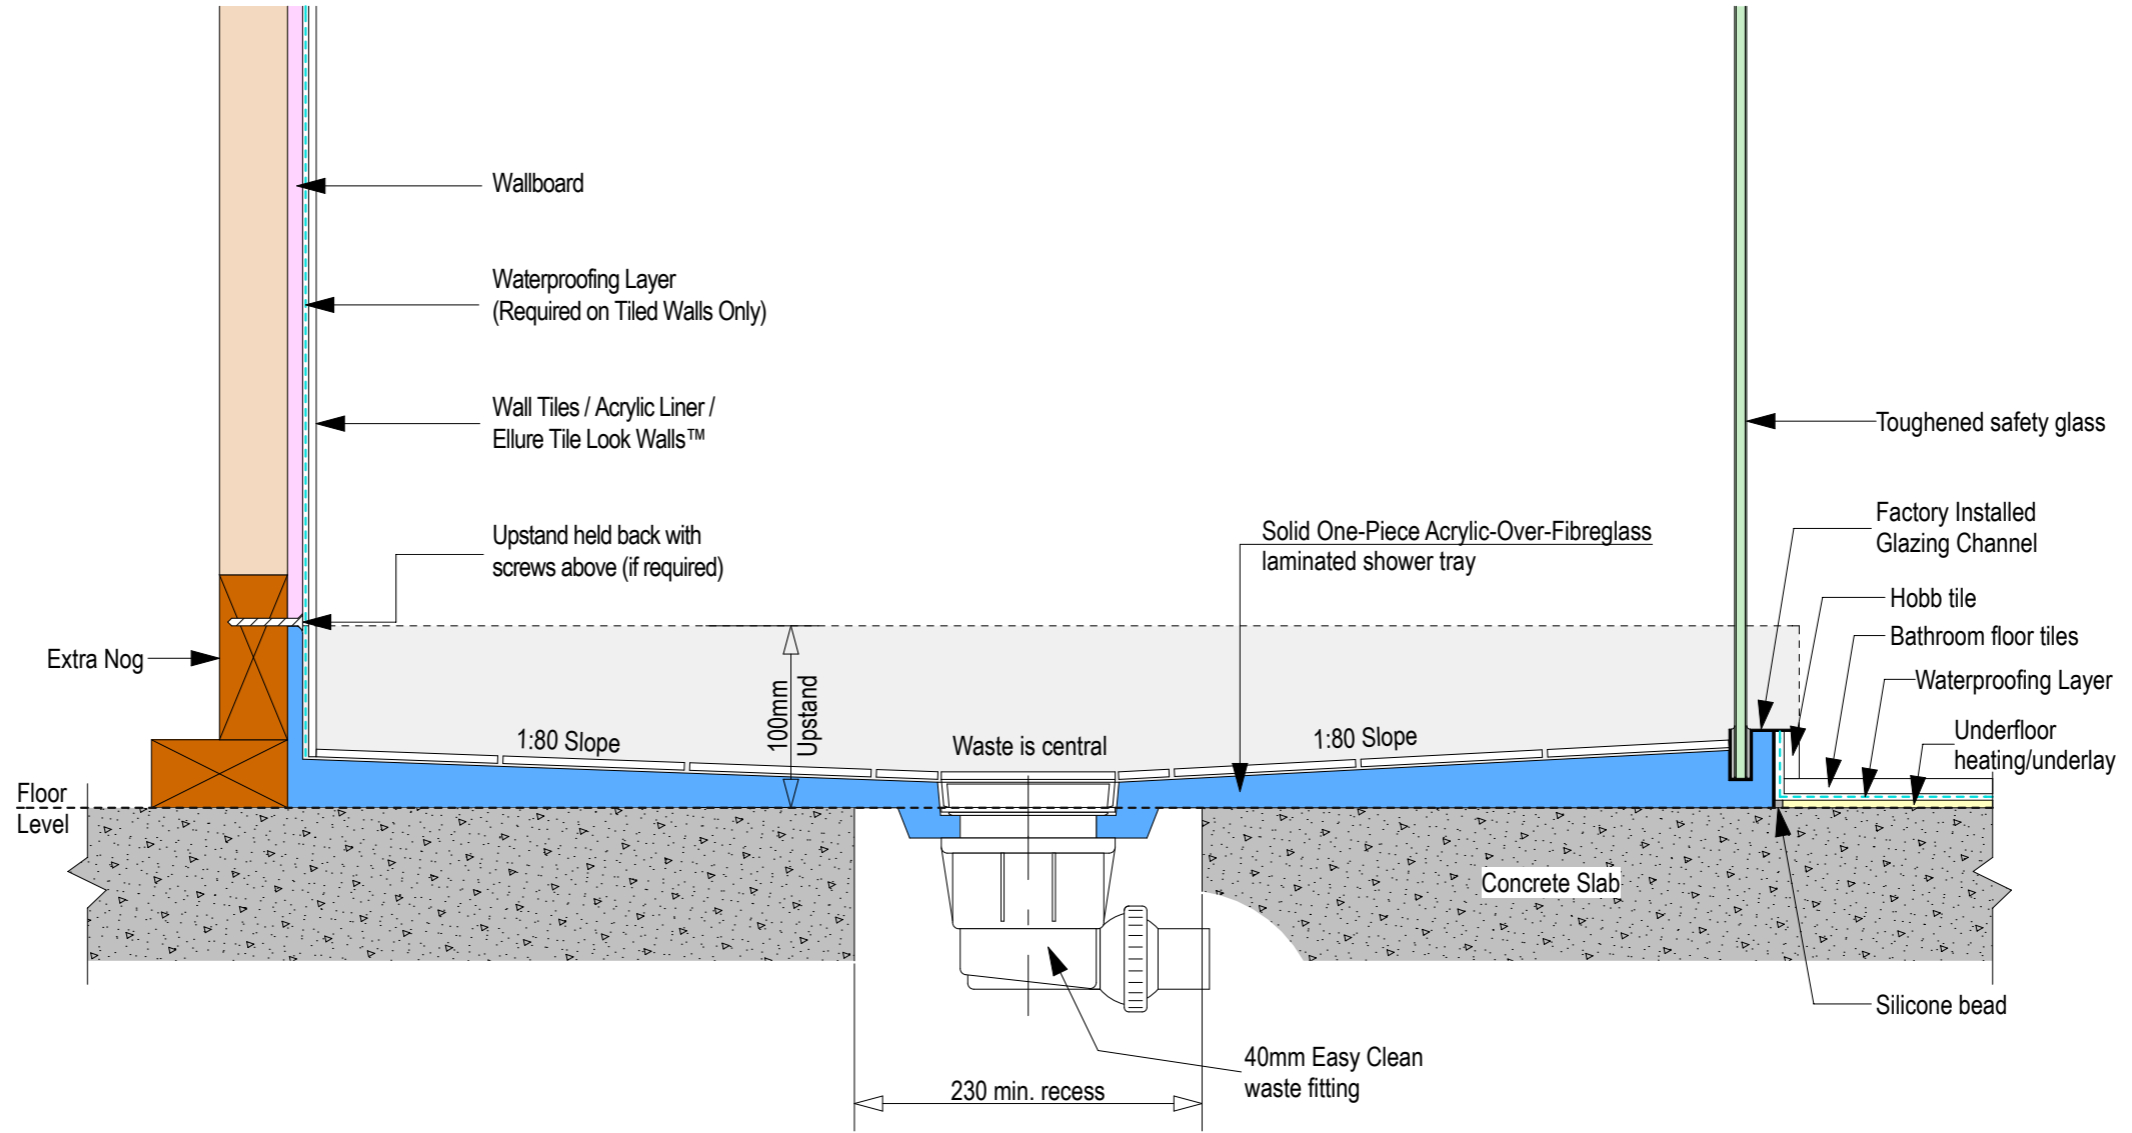 Wallboard
Waterproofing Layer
(Required on Tiled Walls Only)
Wall Tiles / Acrylic Liner /
Ellure Tile Look Walls™
Toughened safety glass
Upstand held back with
screws above (if required)
Solid One-Piece Acrylic-Over-Fibreglass
laminated shower tray
Factory Installed
Glazing Channel
Hobb tile
Bathroom floor tiles
Waterproofing Layer
Underfloor
heating/underlay
Extra Nog
1:80 Slope
100mm
Upstand
Waste is central
1:80 Slope
Floor
Level
Concrete Slab
Silicone bead
40mm Easy Clean
waste fitting
230 min. recess